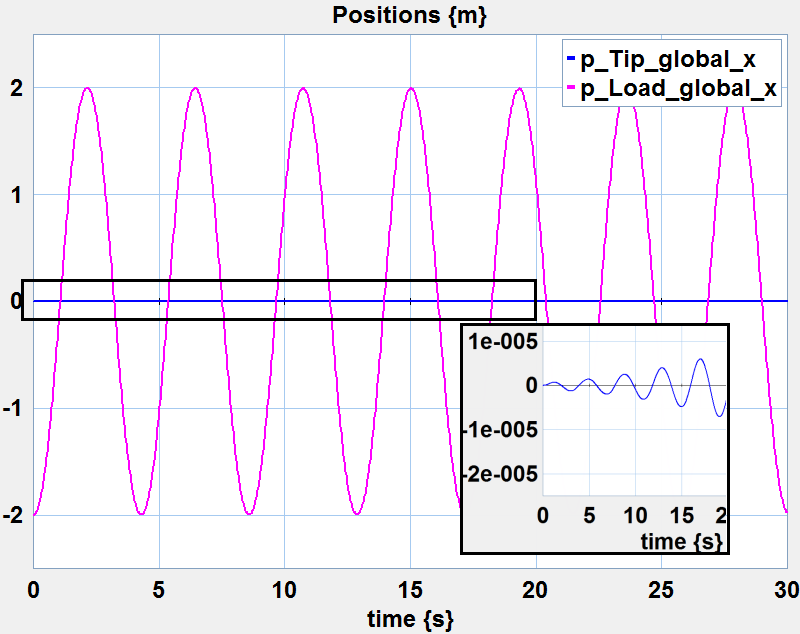 Positions {m}
p_Tip_global_x
p_Load_global_x
2
1
0
-1
-2
0 5 10 15 20 25 30
time {s}
1e-005
0
-1e-005
-2e-005
0 5 10 15 2
time {s}